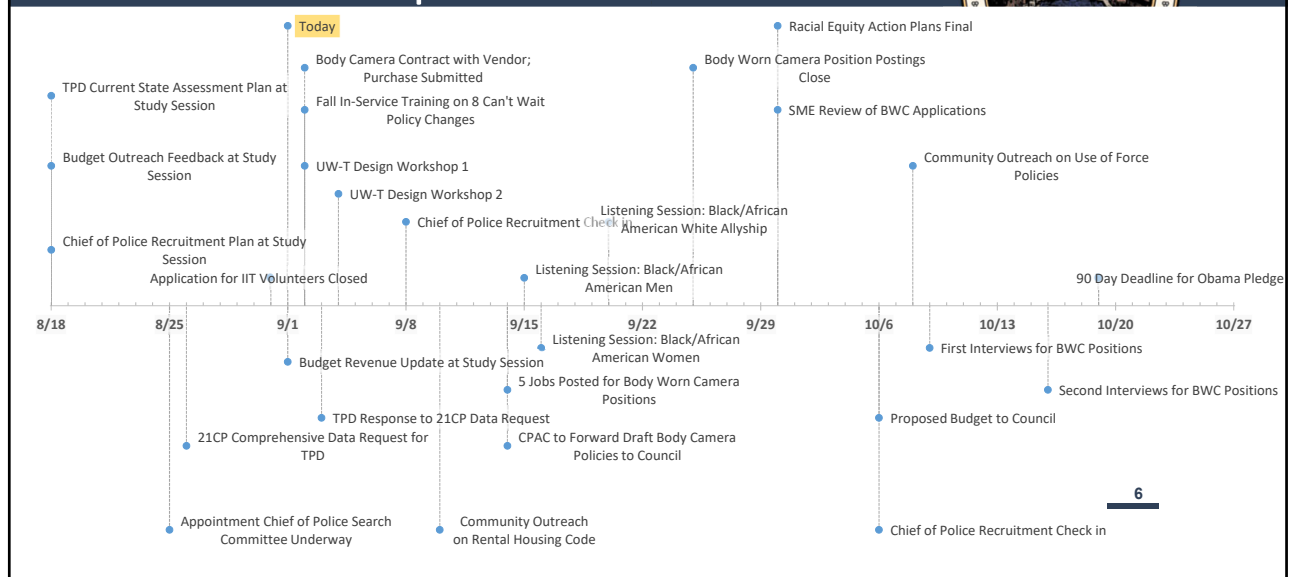 Today
Racial Equity Action Plans Final
Body Camera Contract with Vendor;
Purchase Submitted
Body Worn Camera Position Postings
Close
TPD Current State Assessment Plan at
Study Session
Fall In-Service Training on 8 Can't Wait
Policy Changes
SME Review of BWC Applications
Budget Outreach Feedback at Study
Session
UW-T Design Workshop 1
Community Outreach on Use of Force
Policies
UW-T Design Workshop 2
Chief of Police Recruitment Check in
Listening Session: Black/African
American White Allyship
Chief of Police Recruitment Plan at Study
Session
Application for IIT Volunteers Closed
Listening Session: Black/African
American Men
90 Day Deadline for Obama Pledge
8/18 8/25 9/1 9/8 9/15 9/22 9/29 10/6 10/13 10/20 10/27
Listening Session: Black/African
American Women
First Interviews for BWC Positions
Budget Revenue Update at Study Session
5 Jobs Posted for Body Worn Camera
Positions
Second Interviews for BWC Positions
TPD Response to 21CP Data Request
Proposed Budget to Council
21CP Comprehensive Data Request for
TPD
CPAC to Forward Draft Body Camera
Policies to Council
6
Appointment Chief of Police Search
Committee Underway
Community Outreach
on Rental Housing Code
Chief of Police Recruitment Check in